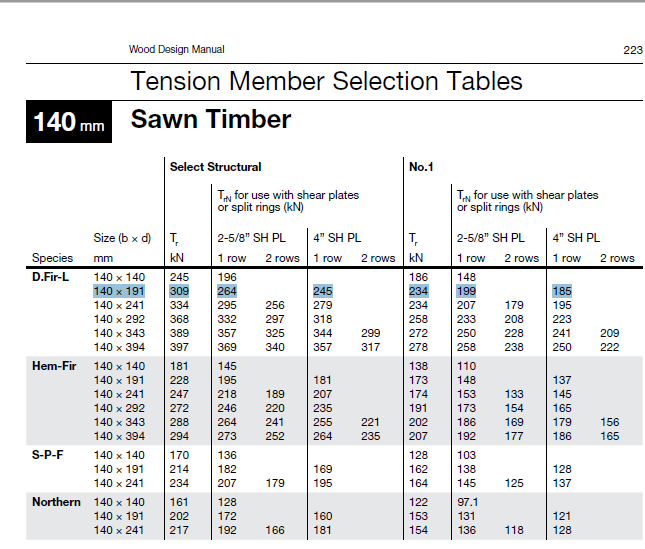 Wood Design Manual 223
Tension Member Selection Tables
140 mm Sawn Timber
Select Structural No.1
TrN for use with shear plates TrN for use with shear plates
or split rings (kN) or split rings (kN)
Size (b × d) Tr 2-5/8" SH PL 4" SH PL Tr 2-5/8" SH PL 4" SH PL
Species mm kN 1 row 2 rows 1 row 2 rows kN 1 row 2 rows 1 row 2 rows
D.Fir-L 140 × 140 245 196 186 148
140 × 191 309 264 245 234 199 185
140 × 241 334 295 256 279 234 207 179 195
140 × 292 368 332 297 318 258 233 208 223
140 × 343 389 357 325 344 299 272 250 228 241 209
140 × 394 397 369 340 357 317 278 258 238 250 222
Hem-Fir 140 × 140 181 145 138 110
140 × 191 228 195 181 173 148 137
140 × 241 247 218 189 207 174 153 133 145
140 × 292 272 246 220 235 191 173 154 165
140 × 343 288 264 241 255 221 202 186 169 179 156
140 × 394 294 273 252 264 235 207 192 177 186 165
S-P-F 140 × 140 170 136 128 103
140 × 191 214 182 169 162 138 128
140 × 241 234 207 179 195 164 145 125 137
Northern 140 × 140 161 128 122 97.1
140 × 191 202 172 160 153 131 121
140 × 241 217 192 166 181 154 136 118 128